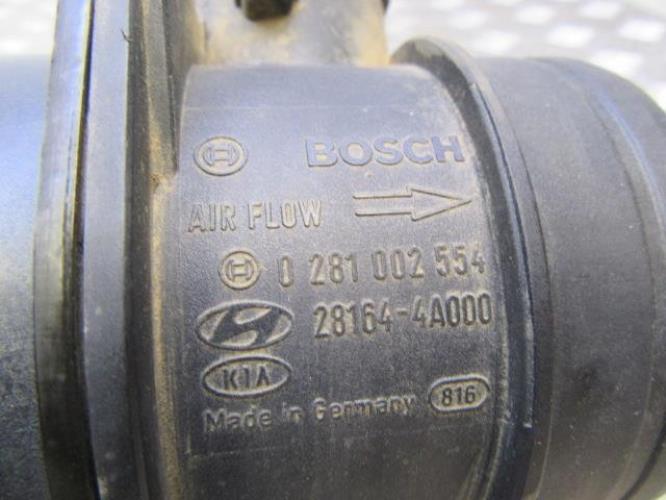 BOSCH
AIR FLOW
0 281 002 554
28164-4A000
KIA
Made in Germany 816